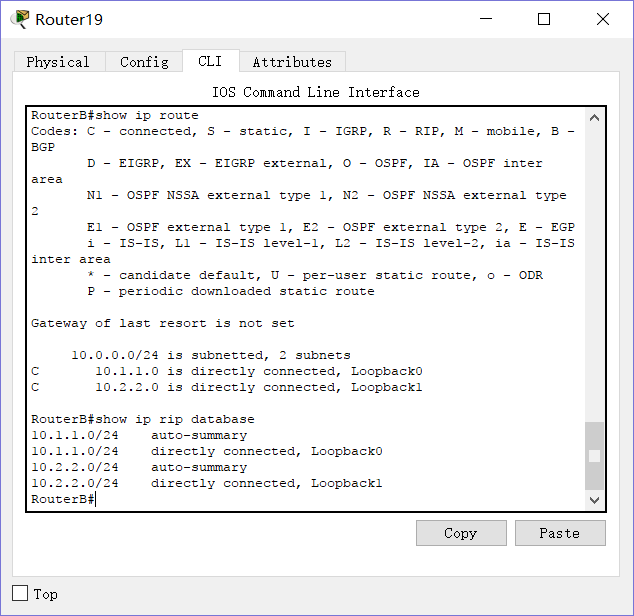 Router19
Physical Config CLI Attributes
IOS Command Line Interface
RouterB#show ip route
Codes: C - connected, S - static, I - IGRP, R - RIP, M - mobile, B -
BGP
       D - EIGRP, EX - EIGRP external, O - OSPF, IA - OSPF inter
area
       N1 - OSPF NSSA external type 1, N2 - OSPF NSSA external type
2
       E1 - OSPF external type 1, E2 - OSPF external type 2, E - EGP
       i - IS-IS, L1 - IS-IS level-1, L2 - IS-IS level-2, ia - IS-IS
inter area
       * - candidate default, U - per-user static route, o - ODR
       P - periodic downloaded static route
Gateway of last resort is not set
     10.0.0.0/24 is subnetted, 2 subnets
C       10.1.1.0 is directly connected, Loopback0
C       10.2.2.0 is directly connected, Loopback1
RouterB#show ip rip database
10.1.1.0/24    auto-summary
10.1.1.0/24    directly connected, Loopback0
10.2.2.0/24    auto-summary
10.2.2.0/24    directly connected, Loopback1
RouterB#
Copy Paste
Top